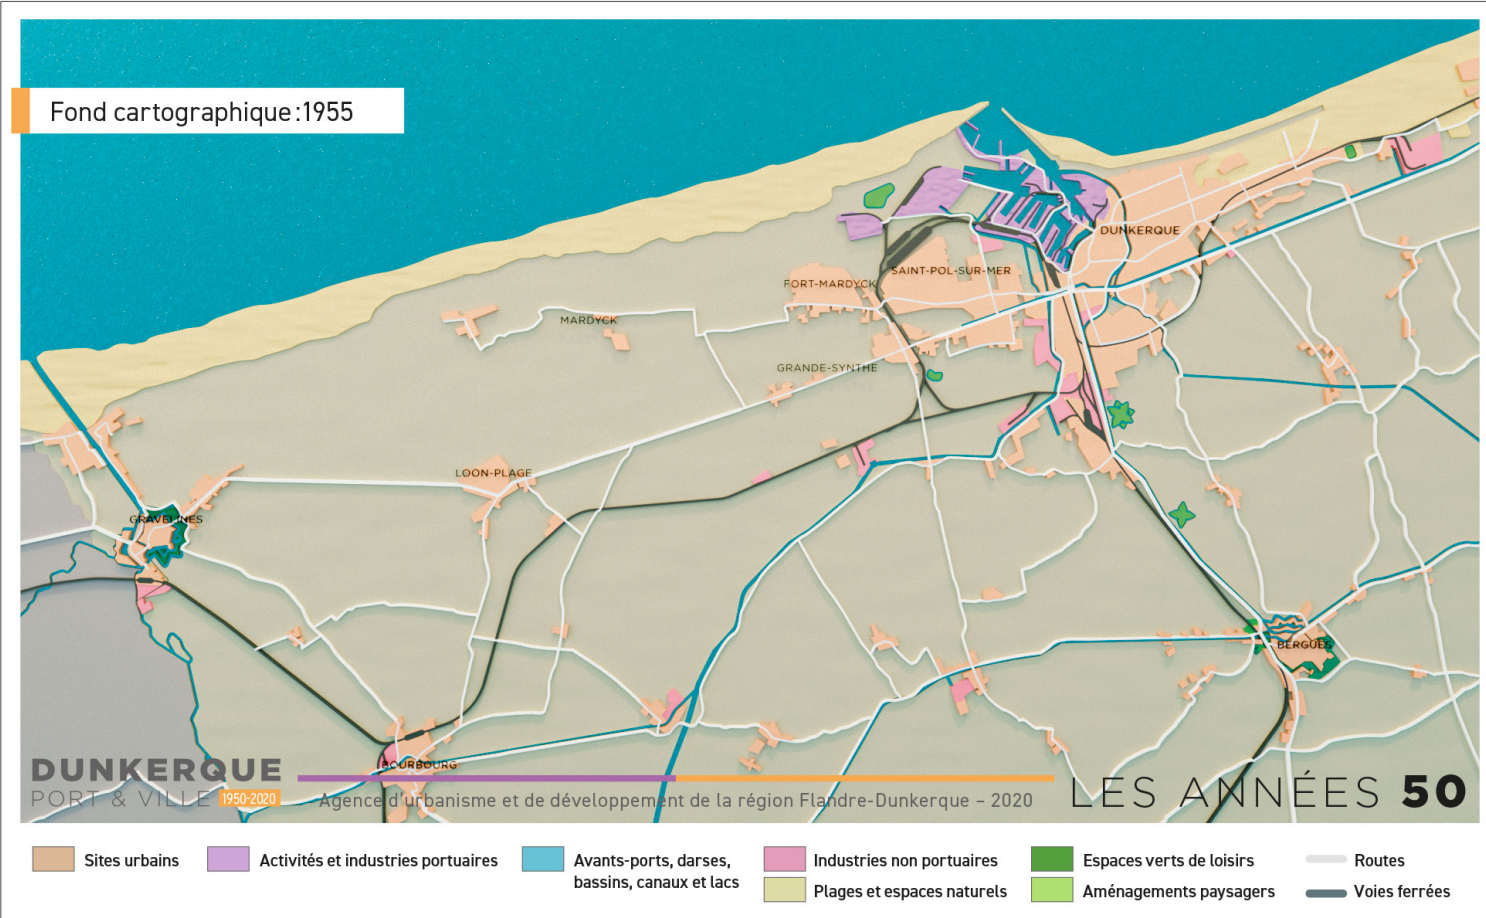 Fond cartographique :1955
DUNKERQUE
SAINT-POL-SUR-MER
FORT-MARDYCK
MARDYCK
GRANDE-SYNTHE
LOON-PLAGE
GRAVELINES
BERGUES
BOURBOURG
DUNKERQUE
PORT & VILLE 1950-2020
Agence d'urbanisme et de développement de la région Flandre-Dunkerque – 2020
LES ANNÉES 50
Sites urbains
Activités et industries portuaires
Avants-ports, darses,
bassins, canaux et lacs
Industries non portuaires
Plages et espaces naturels
Espaces verts de loisirs
Aménagements paysagers
Routes
Voies ferrées